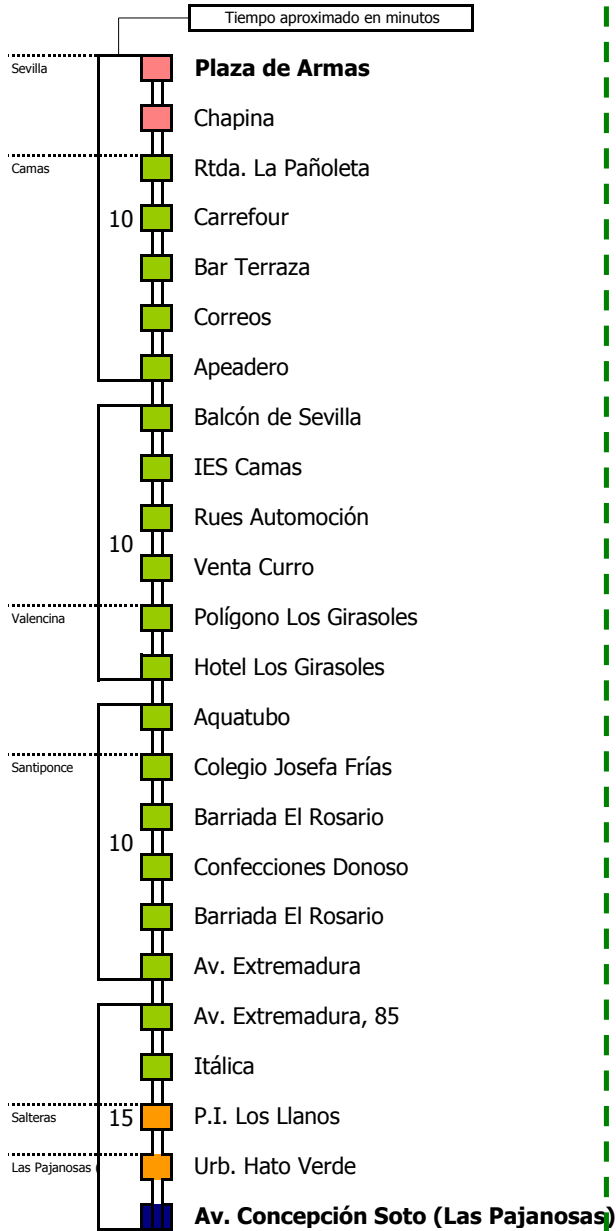 Tiempo aproximado en minutos
Sevilla
Plaza de Armas
Chapina
Camas
Rtda. La Pañoleta
10
Carrefour
Bar Terraza
Correos
Apeadero
Balcón de Sevilla
IES Camas
Rues Automoción
10
Venta Curro
Valencina
Polígono Los Girasoles
Hotel Los Girasoles
Aquatubo
Santiponce
Colegio Josefa Frías
Barriada El Rosario
10
Confecciones Donoso
Barriada El Rosario
Av. Extremadura
Av. Extremadura, 85
Itálica
Salteras
15
P.I. Los Llanos
Las Pajanosas (
Urb. Hato Verde
Av. Concepción Soto (Las Pajanosas)